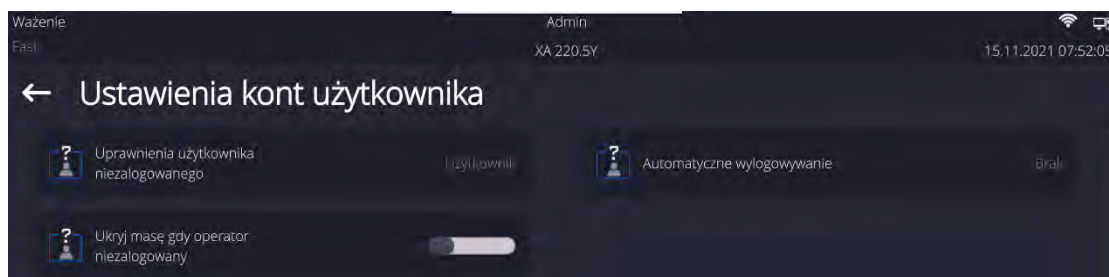 Ważenie
Admin
Fast
XA 220.5Y
15.11.2021 07:52:05
Ustawienia kont użytkownika
Uprawnienia użytkownika
niezalogowanego
Użytkownik
Automatyczne wylogowywanie
Brak
Ukryj masę gdy operator
niezalogowany